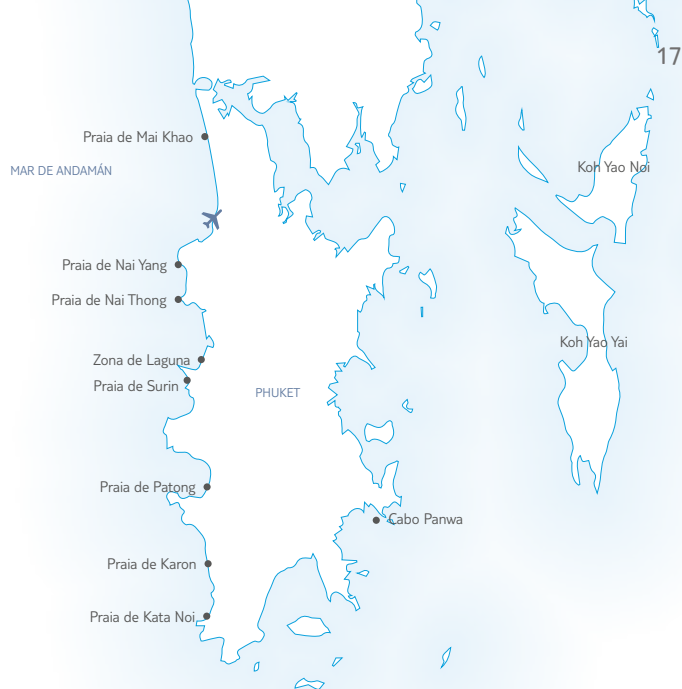 17
Praia de Mai Khao
Koh Yao Noi
MAR DE ANDAMÁN
Praia de Nai Yang
Praia de Nai Thong
Koh Yao Yai
Zona de Laguna
Praia de Surin
PHUKET
Praia de Patong
Cabo Panwa
Praia de Karon
Praia de Kata Noi